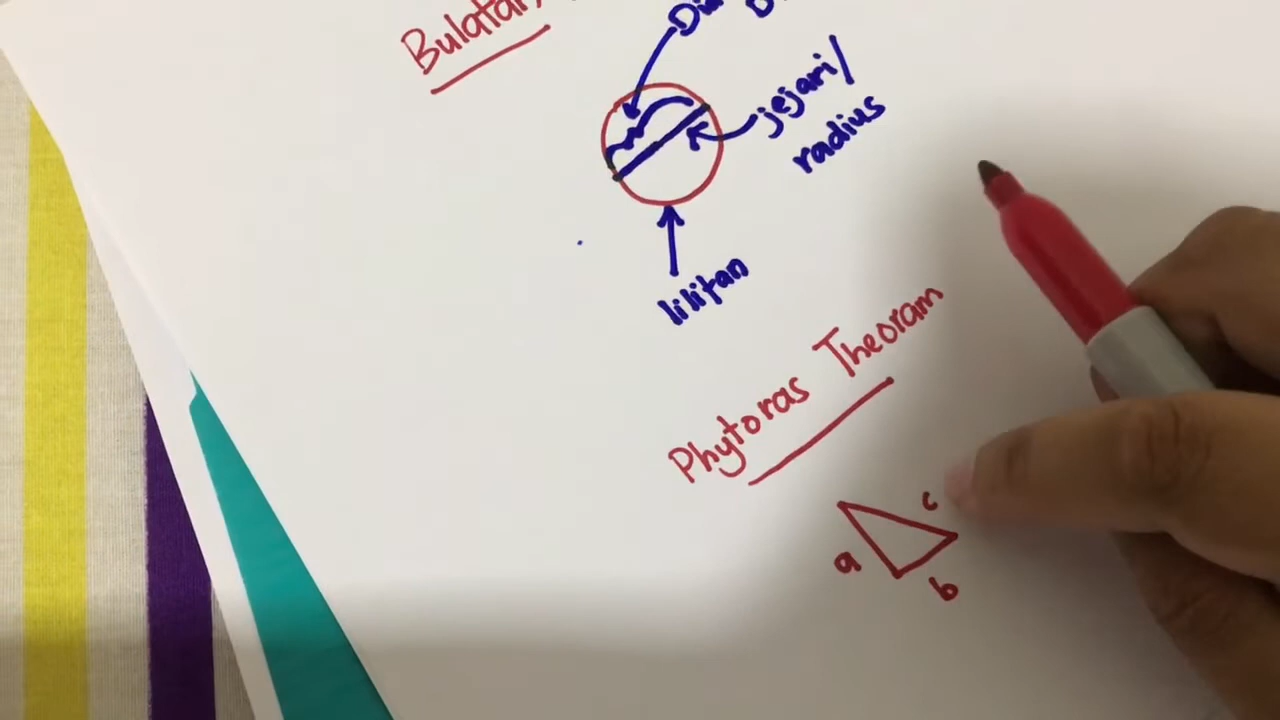 Bulatan
jejari/
radius
lilitan
Phytoras Theoram
c
a
b